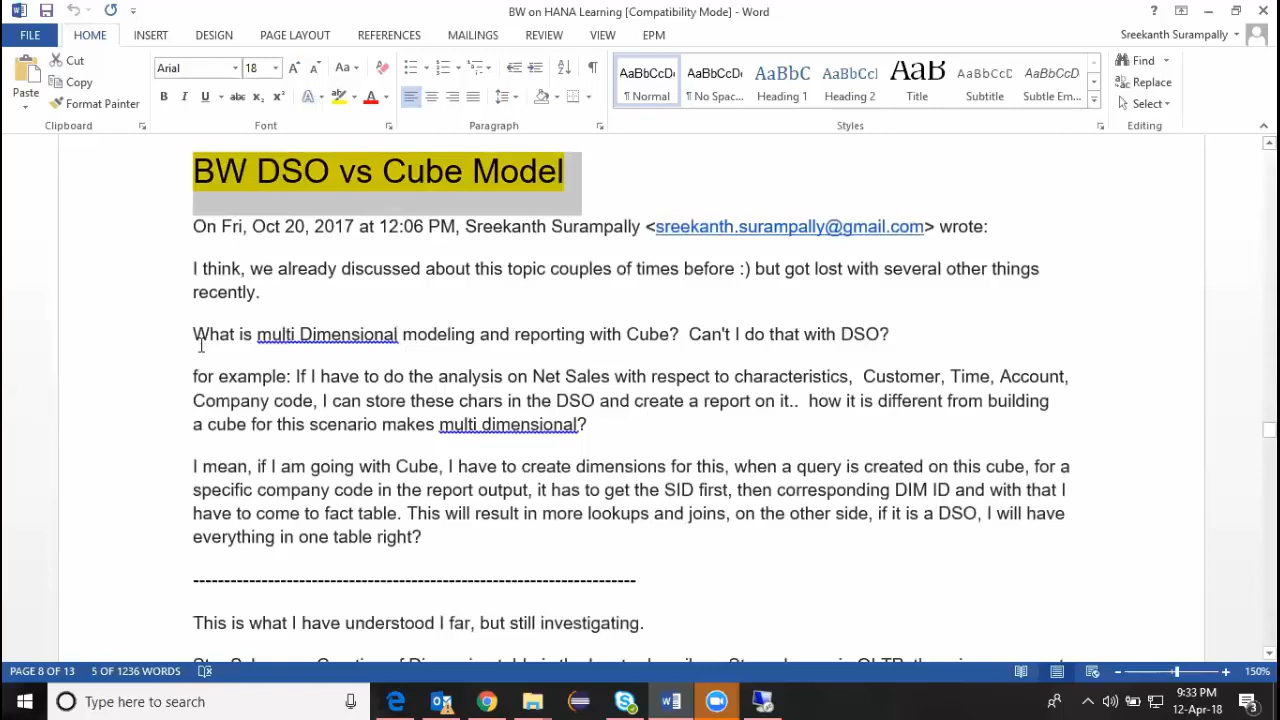 BW on HANA Learning [Compatibility Mode] - Word
FILE HOME INSERT DESIGN PAGE LAYOUT REFERENCES MAILINGS REVIEW VIEW EPM Sreekanth Surampally
Paste
Cut
Copy
Format Painter
Clipboard
Arial 18
Font
Paragraph
AaBbCcDc AaBbCcDc AaBbC AaBbCcD AaB AaBbCcD AaBbCcDc
¶ Normal ¶ No Spac... Heading 1 Heading 2 Title Subtitle Subtle Em...
Styles
Find
Replace
Select
Editing
BW DSO vs Cube Model
On Fri, Oct 20, 2017 at 12:06 PM, Sreekanth Surampally <sreekanth.surampally@gmail.com> wrote:
I think, we already discussed about this topic couples of times before :) but got lost with several other things
recently.
What is multi Dimensional modeling and reporting with Cube? Can't I do that with DSO?
for example: If I have to do the analysis on Net Sales with respect to characteristics, Customer, Time, Account,
Company code, I can store these chars in the DSO and create a report on it.. how it is different from building
a cube for this scenario makes multi dimensional?
I mean, if I am going with Cube, I have to create dimensions for this, when a query is created on this cube, for a
specific company code in the report output, it has to get the SID first, then corresponding DIM ID and with that I
have to come to fact table. This will result in more lookups and joins, on the other side, if it is a DSO, I will have
everything in one table right?
-----------------------------------------------------------------------
This is what I have understood I far, but still investigating.
PAGE 8 OF 13 5 OF 1236 WORDS 150%
Type here to search
9:33 PM
12-Apr-18